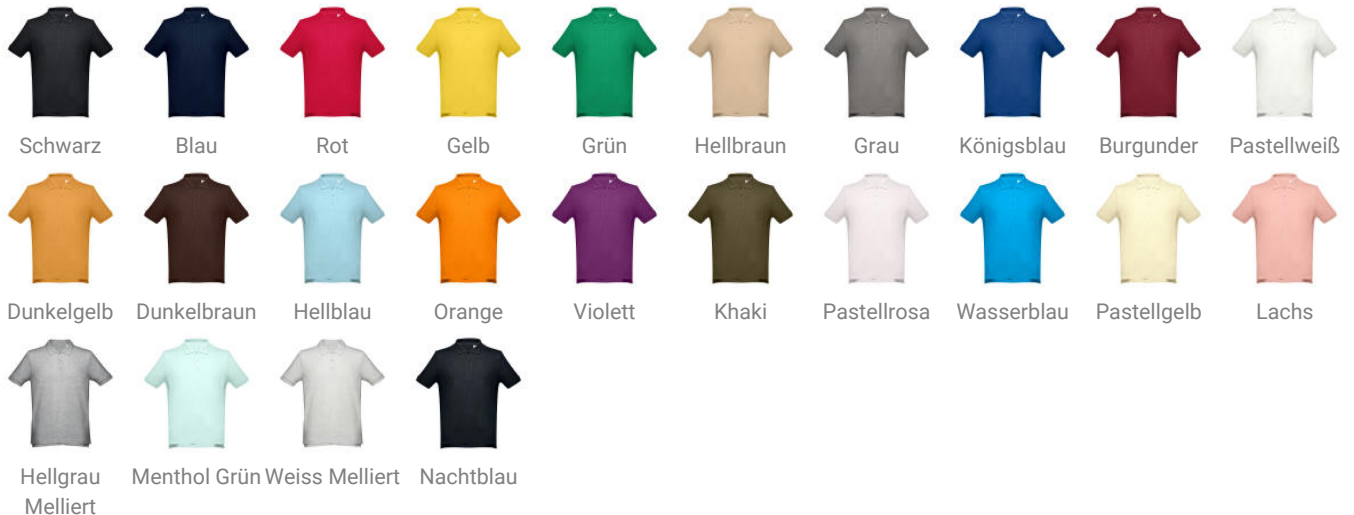 Schwarz Blau Rot Gelb Grün Hellbraun Grau Königsblau Burgunder Pastellweiß
Dunkelgelb Dunkelbraun Hellblau Orange Violett Khaki Pastellrosa Wasserblau Pastellgelb Lachs
Hellgrau Menthol Grün Weiss Melliert Nachtblau
Melliert